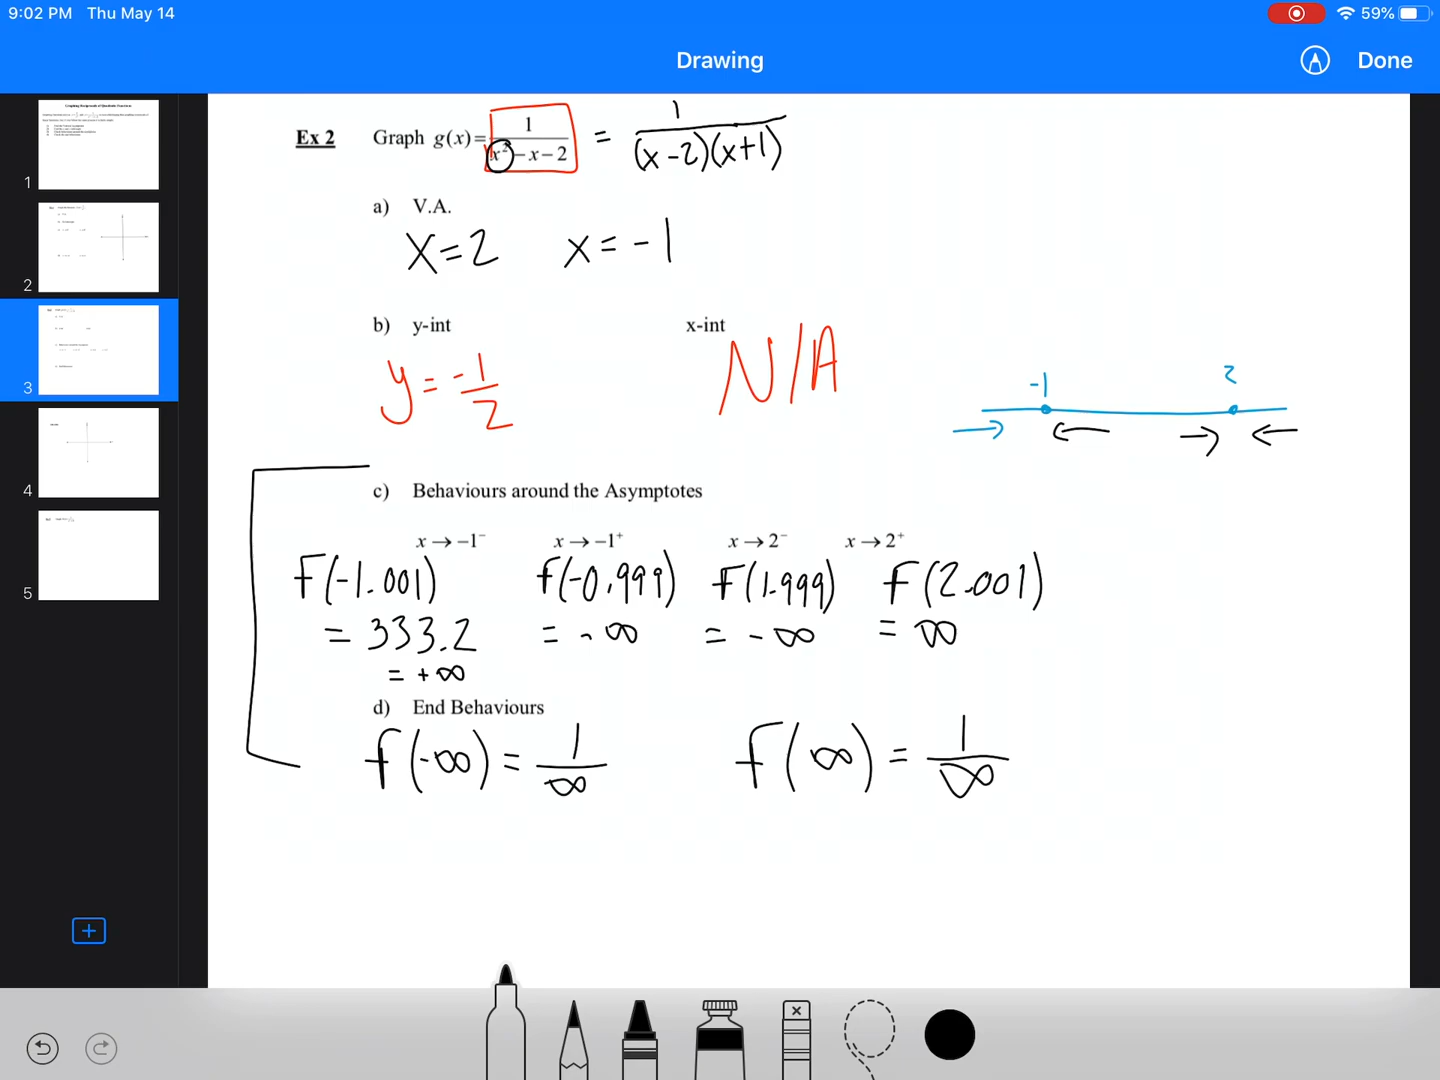 9:02 PM Thu May 14 59%
Drawing Done
1
2
3
4
5
Ex 2 Graph g(x)= 1/(x²−x−2) = 1/((x−2)(x+1))
a) V.A.
x=2 x=−1
b) y-int x-int
y=−1/2 N/A
−1 2
c) Behaviours around the Asymptotes
x→−1⁻ x→−1⁺ x→2⁻ x→2⁺
f(−1.001) f(−0.999) f(1.999) f(2.001)
= 333.2 = −∞ = −∞ = ∞
= +∞
d) End Behaviours
f(−∞) = 1/∞ f(∞) = 1/∞